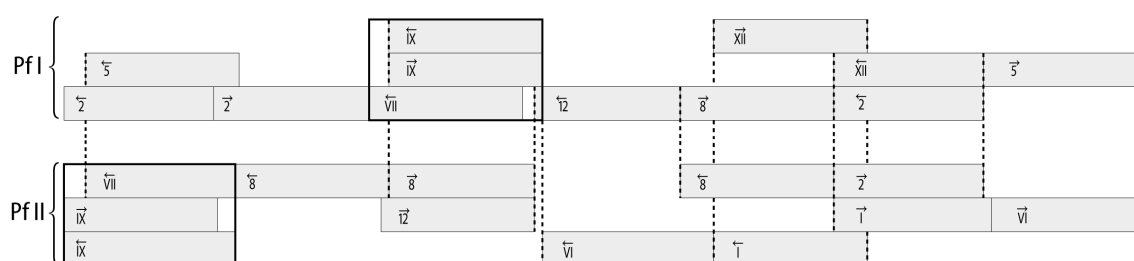 ←IX →XII
Pf I ←5 →IX ←XII →5
←2 →2 ←VII ←12 →8 ←2
←VII ←8 →8 ←8 →2
Pf II →IX →12 →I →VI
←IX ←VI ←I